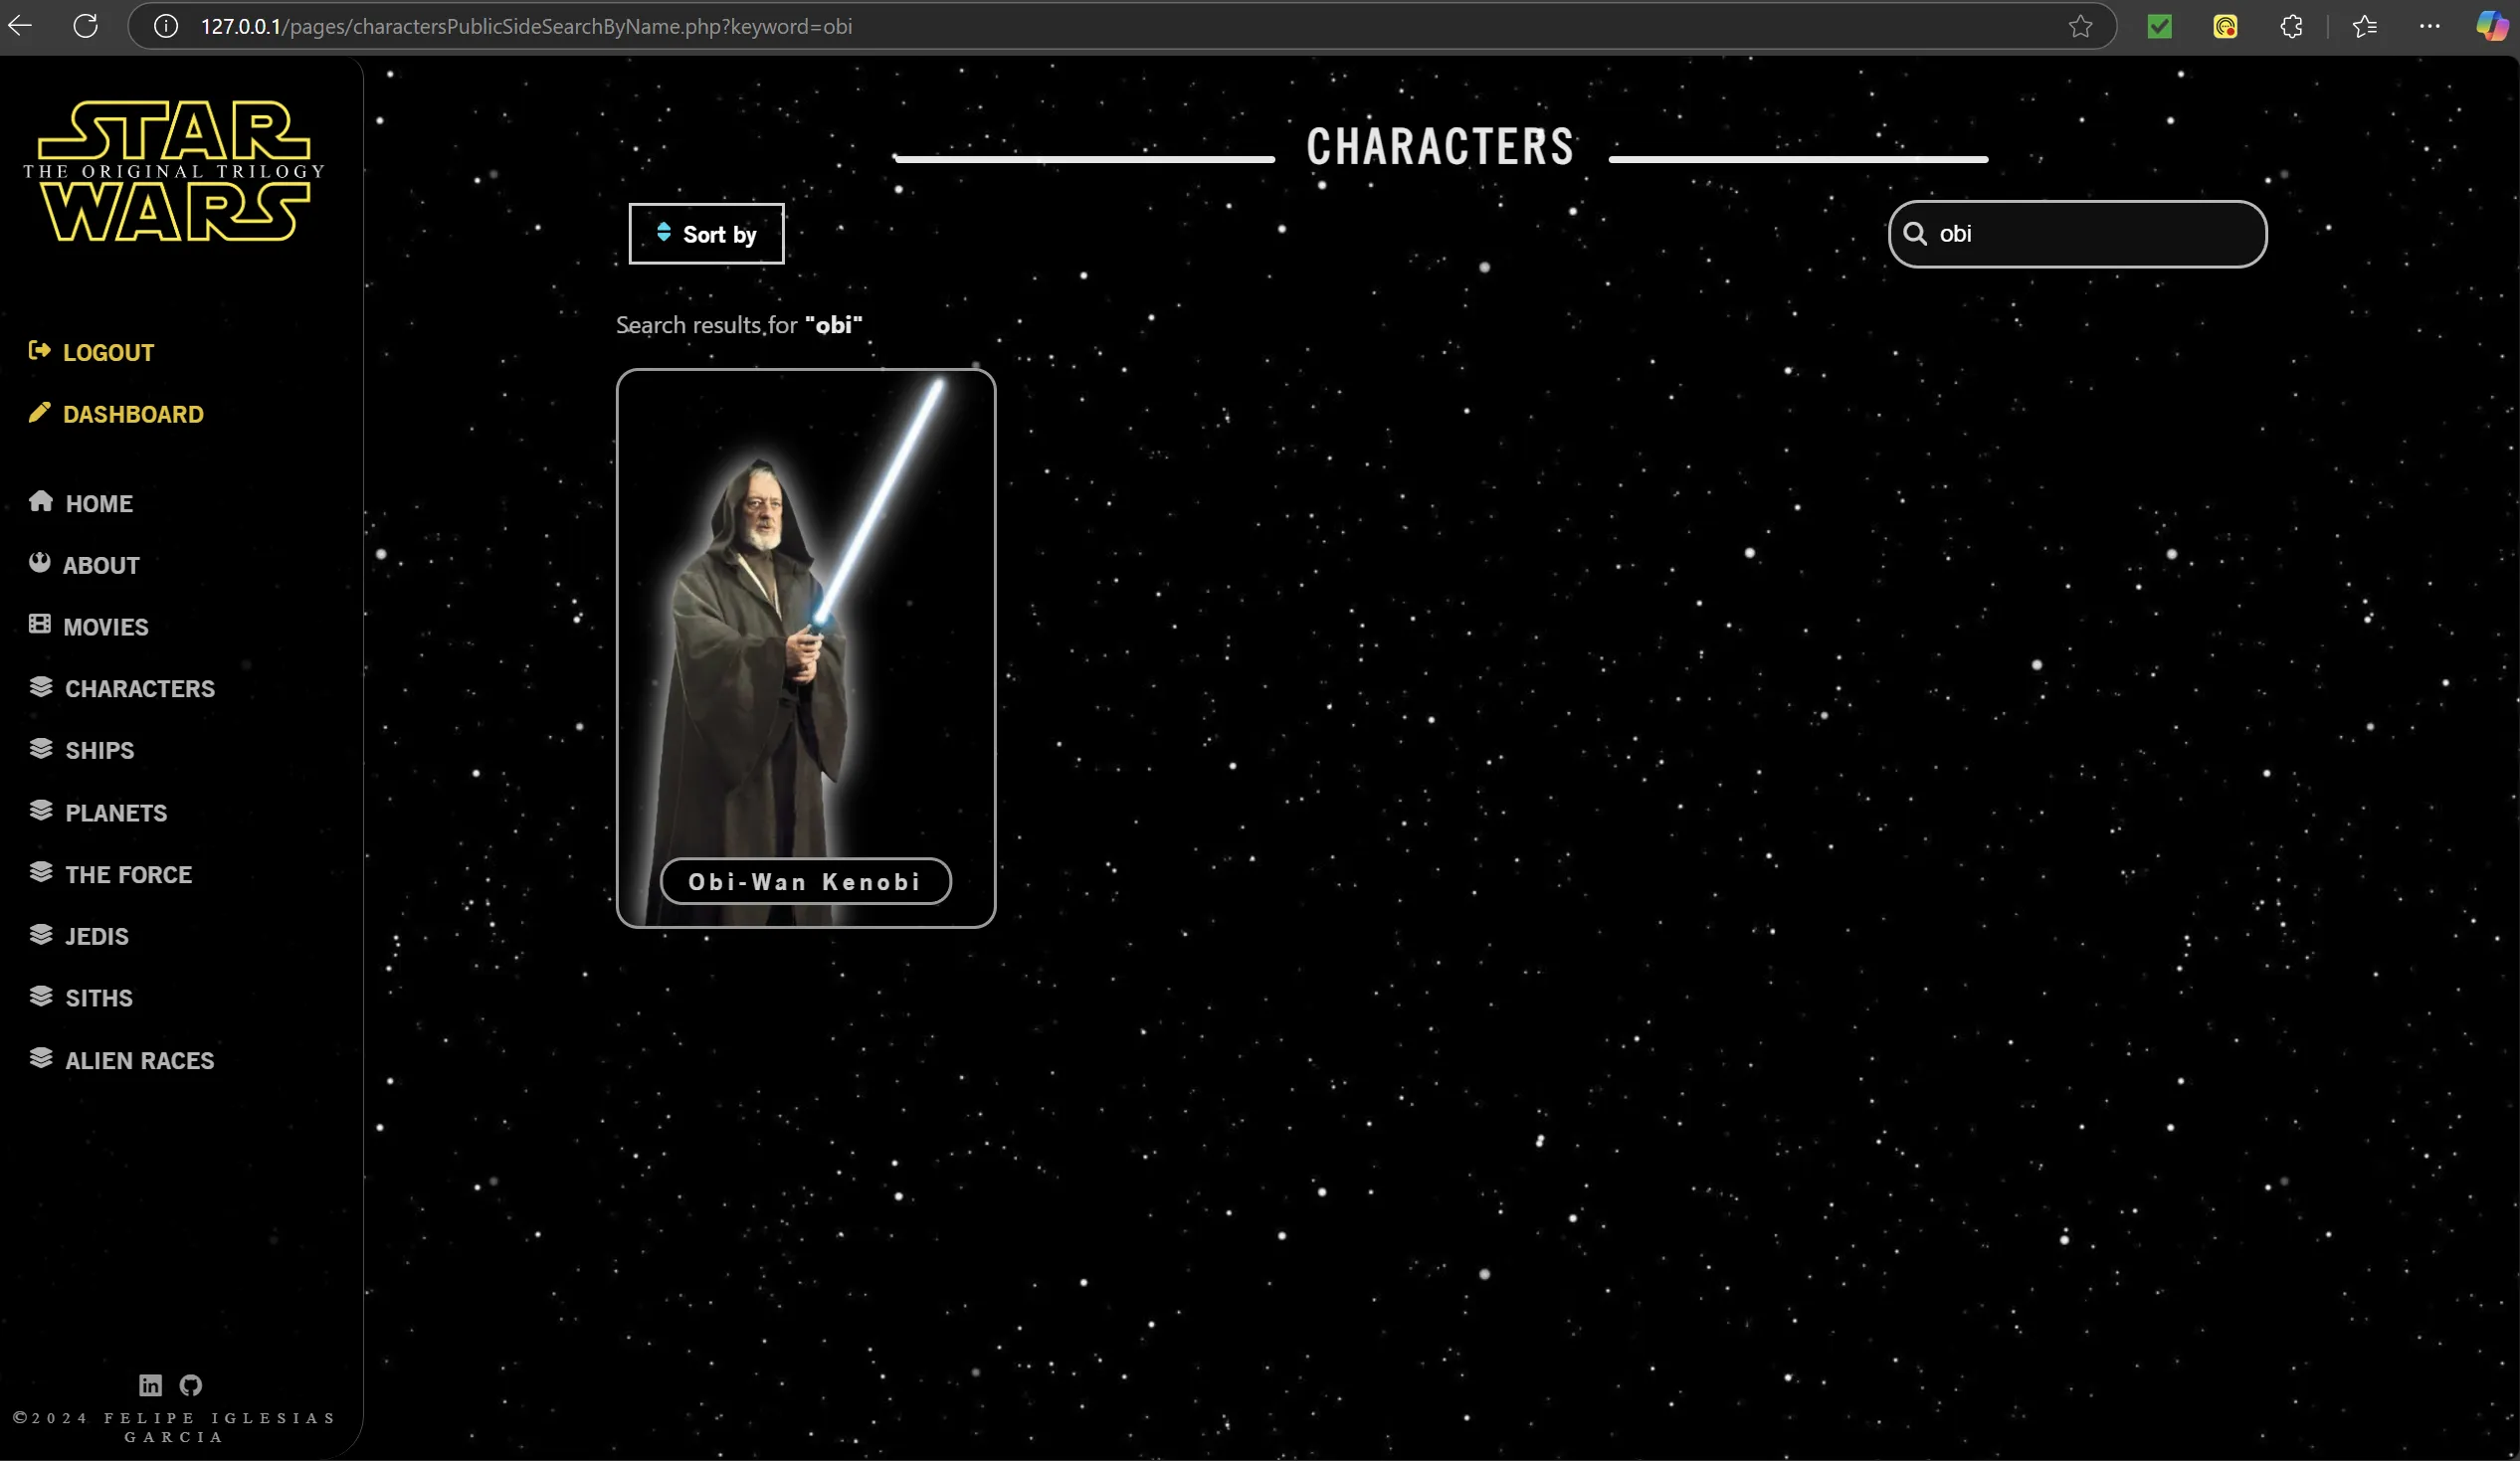 127.0.0.1/pages/charactersPublicSideSearchByName.php?keyword=obi
STAR
THE ORIGINAL TRILOGY
WARS
LOGOUT
DASHBOARD
HOME
ABOUT
MOVIES
CHARACTERS
SHIPS
PLANETS
THE FORCE
JEDIS
SITHS
ALIEN RACES
in
©2024 FELIPE IGLESIAS
GARCIA
CHARACTERS
Sort by
obi
Search results for "obi"
Obi-Wan Kenobi